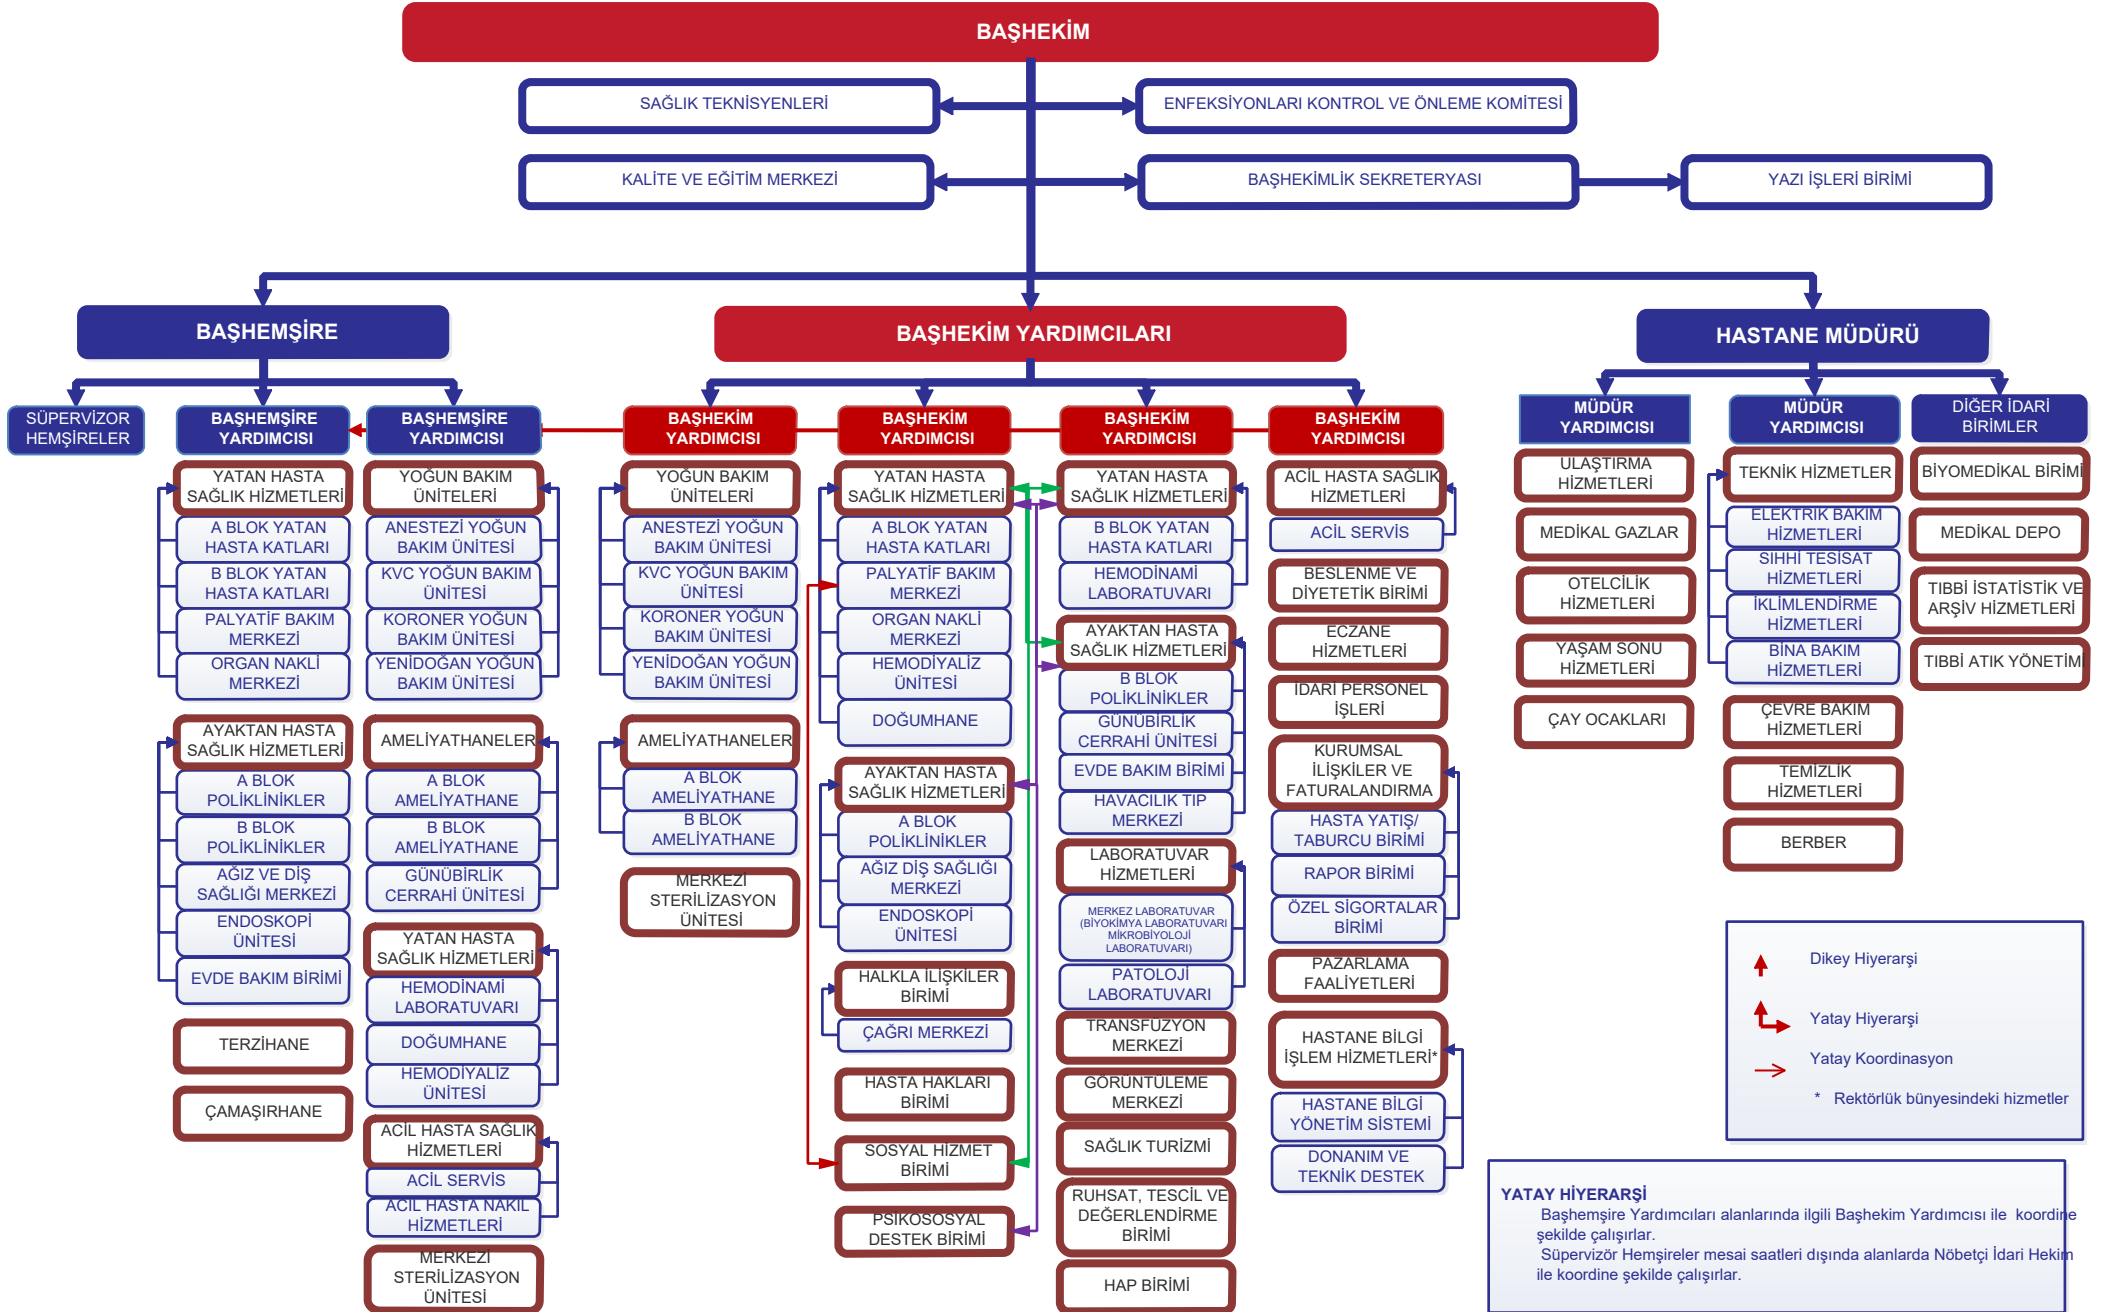 BAŞHEKİM
SAĞLIK TEKNİSYENLERİ
ENFEKSİYONLARI KONTROL VE ÖNLEME KOMİTESİ
KALİTE VE EĞİTİM MERKEZİ
BAŞHEKİMLİK SEKRETERYASI
YAZI İŞLERİ BİRİMİ
BAŞHEMŞİRE
BAŞHEKİM YARDIMCILARI
HASTANE MÜDÜRÜ
SÜPERVİZOR
HEMŞİRELER
BAŞHEMŞİRE
YARDIMCISI
YATAN HASTA
SAĞLIK HİZMETLERİ
A BLOK YATAN
HASTA KATLARI
B BLOK YATAN
HASTA KATLARI
PALYATİF BAKIM
MERKEZİ
ORGAN NAKLİ
MERKEZİ
AYAKTAN HASTA
SAĞLIK HİZMETLERİ
A BLOK
POLİKLİNİKLER
B BLOK
POLİKLİNİKLER
AĞIZ VE DİŞ
SAĞLIĞI MERKEZİ
ENDOSKOPİ
ÜNİTESİ
EVDE BAKIM BİRİMİ
TERZİHANE
ÇAMAŞIRHANE
BAŞHEMŞİRE
YARDIMCISI
YOĞUN BAKIM
ÜNİTELERİ
ANESTEZİ YOĞUN
BAKIM ÜNİTESİ
KVC YOĞUN BAKIM
ÜNİTESİ
KORONER YOĞUN
BAKIM ÜNİTESİ
YENİDOĞAN YOĞUN
BAKIM ÜNİTESİ
AMELİYATHANELER
A BLOK
AMELİYATHANE
B BLOK
AMELİYATHANE
GÜNÜBİRLİK
CERRAHİ ÜNİTESİ
YATAN HASTA
SAĞLIK HİZMETLERİ
HEMODİNAMİ
LABORATUVARI
DOĞUMHANE
HEMODİYALİZ
ÜNİTESİ
ACİL HASTA SAĞLIK
HİZMETLERİ
ACİL SERVİS
ACİL HASTA NAKİL
HİZMETLERİ
MERKEZİ
STERİLİZASYON
ÜNİTESİ
BAŞHEKİM
YARDIMCISI
YOĞUN BAKIM
ÜNİTELERİ
ANESTEZİ YOĞUN
BAKIM ÜNİTESİ
KVC YOĞUN BAKIM
ÜNİTESİ
KORONER YOĞUN
BAKIM ÜNİTESİ
YENİDOĞAN YOĞUN
BAKIM ÜNİTESİ
AMELİYATHANELER
A BLOK
AMELİYATHANE
B BLOK
AMELİYATHANE
MERKEZİ
STERİLİZASYON
ÜNİTESİ
BAŞHEKİM
YARDIMCISI
YATAN HASTA
SAĞLIK HİZMETLERİ
A BLOK YATAN
HASTA KATLARI
PALYATİF BAKIM
MERKEZİ
ORGAN NAKLİ
MERKEZİ
HEMODİYALİZ
ÜNİTESİ
DOĞUMHANE
AYAKTAN HASTA
SAĞLIK HİZMETLERİ
A BLOK
POLİKLİNİKLER
AĞIZ DİŞ SAĞLIĞI
MERKEZİ
ENDOSKOPİ
ÜNİTESİ
HALKLA İLİŞKİLER
BİRİMİ
ÇAĞRI MERKEZİ
HASTA HAKLARI
BİRİMİ
SOSYAL HİZMET
BİRİMİ
PSİKOSOSYAL
DESTEK BİRİMİ
BAŞHEKİM
YARDIMCISI
YATAN HASTA
SAĞLIK HİZMETLERİ
B BLOK YATAN
HASTA KATLARI
HEMODİNAMİ
LABORATUVARI
AYAKTAN HASTA
SAĞLIK HİZMETLERİ
B BLOK
POLİKLİNİKLER
GÜNÜBİRLİK
CERRAHİ ÜNİTESİ
EVDE BAKIM BİRİMİ
HAVACILIK TIP
MERKEZİ
LABORATUVAR
HİZMETLERİ
MERKEZ LABORATUVAR
(BİYOKİMYA LABORATUVARI
MİKROBİYOLOJİ
LABORATUVARI)
PATOLOJİ
LABORATUVARI
TRANSFÜZYON
MERKEZİ
GÖRÜNTÜLEME
MERKEZİ
SAĞLIK TURİZMİ
RUHSAT, TESCİL VE
DEĞERLENDİRME
BİRİMİ
HAP BİRİMİ
BAŞHEKİM
YARDIMCISI
ACİL HASTA SAĞLIK
HİZMETLERİ
ACİL SERVİS
BESLENME VE
DİYETETİK BİRİMİ
ECZANE
HİZMETLERİ
İDARİ PERSONEL
İŞLERİ
KURUMSAL
İLİŞKİLER VE
FATURALANDIRMA
HASTA YATIŞ/
TABURCU BİRİMİ
RAPOR BİRİMİ
ÖZEL SİGORTALAR
BİRİMİ
PAZARLAMA
FAALİYETLERİ
HASTANE BİLGİ
İŞLEM HİZMETLERİ*
HASTANE BİLGİ
YÖNETİM SİSTEMİ
DONANIM VE
TEKNİK DESTEK
MÜDÜR
YARDIMCISI
ULAŞTIRMA
HİZMETLERİ
MEDİKAL GAZLAR
OTELCİLİK
HİZMETLERİ
YAŞAM SONU
HİZMETLERİ
ÇAY OCAKLARI
MÜDÜR
YARDIMCISI
TEKNİK HİZMETLER
ELEKTRİK BAKIM
HİZMETLERİ
SIHHİ TESİSAT
HİZMETLERİ
İKLİMLENDİRME
HİZMETLERİ
BİNA BAKIM
HİZMETLERİ
ÇEVRE BAKIM
HİZMETLERİ
TEMİZLİK
HİZMETLERİ
BERBER
DİĞER İDARİ
BİRİMLER
BİYOMEDİKAL BİRİMİ
MEDİKAL DEPO
TIBBİ İSTATİSTİK VE
ARŞİV HİZMETLERİ
TIBBİ ATIK YÖNETİMİ
Dikey Hiyerarşi
Yatay Hiyerarşi
Yatay Koordinasyon
* Rektörlük bünyesindeki hizmetler
YATAY HİYERARŞİ
Başhemşire Yardımcıları alanlarında ilgili Başhekim Yardımcısı ile koordine
şekilde çalışırlar.
Süpervizör Hemşireler mesai saatleri dışında alanlarda Nöbetçi İdari Hekim
ile koordine şekilde çalışırlar.